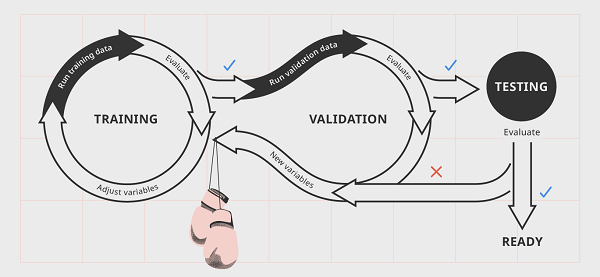 Run training data
Evaluate
TRAINING
Adjust variables
Run validation data
Evaluate
VALIDATION
New variables
TESTING
Evaluate
READY